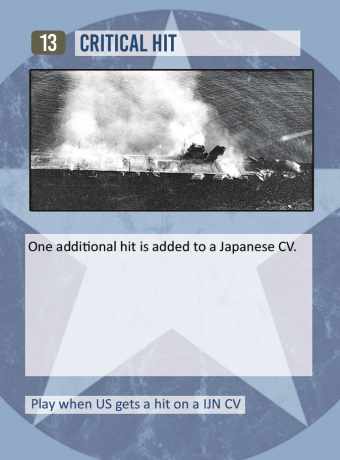 13 CRITICAL HIT
One additional hit is added to a Japanese CV.
Play when US gets a hit on a IJN CV